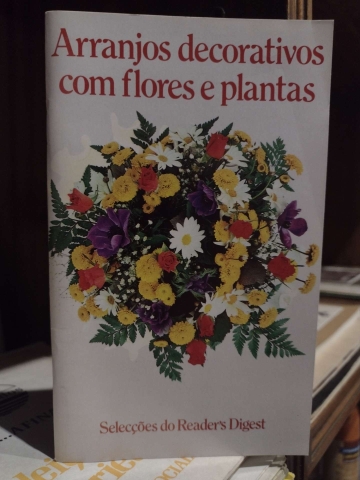 Arranjos decorativos
com flores e plantas
Selecções do Reader's Digest